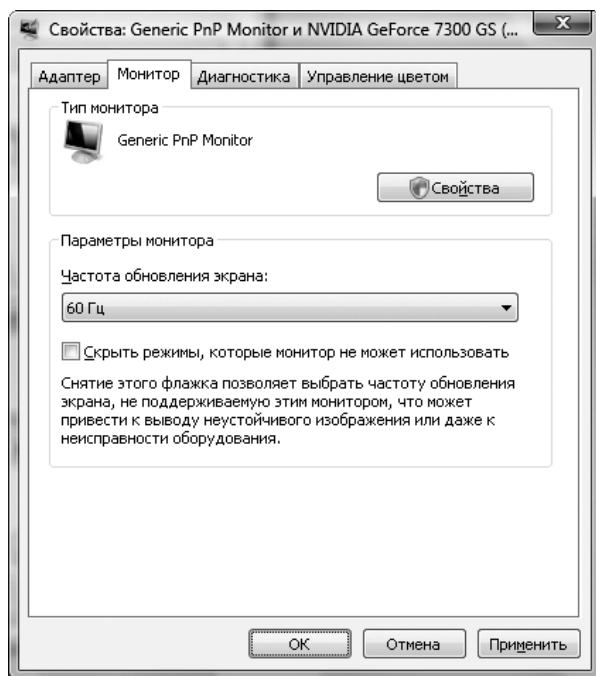 Свойства: Generic PnP Monitor и NVIDIA GeForce 7300 GS (...
Адаптер Монитор Диагностика Управление цветом
Тип монитора
Generic PnP Monitor
Свойства
Параметры монитора
Частота обновления экрана:
60 Гц
Скрыть режимы, которые монитор не может использовать
Снятие этого флажка позволяет выбрать частоту обновления
экрана, не поддерживаемую этим монитором, что может
привести к выводу неустойчивого изображения или даже к
неисправности оборудования.
ОК Отмена Применить